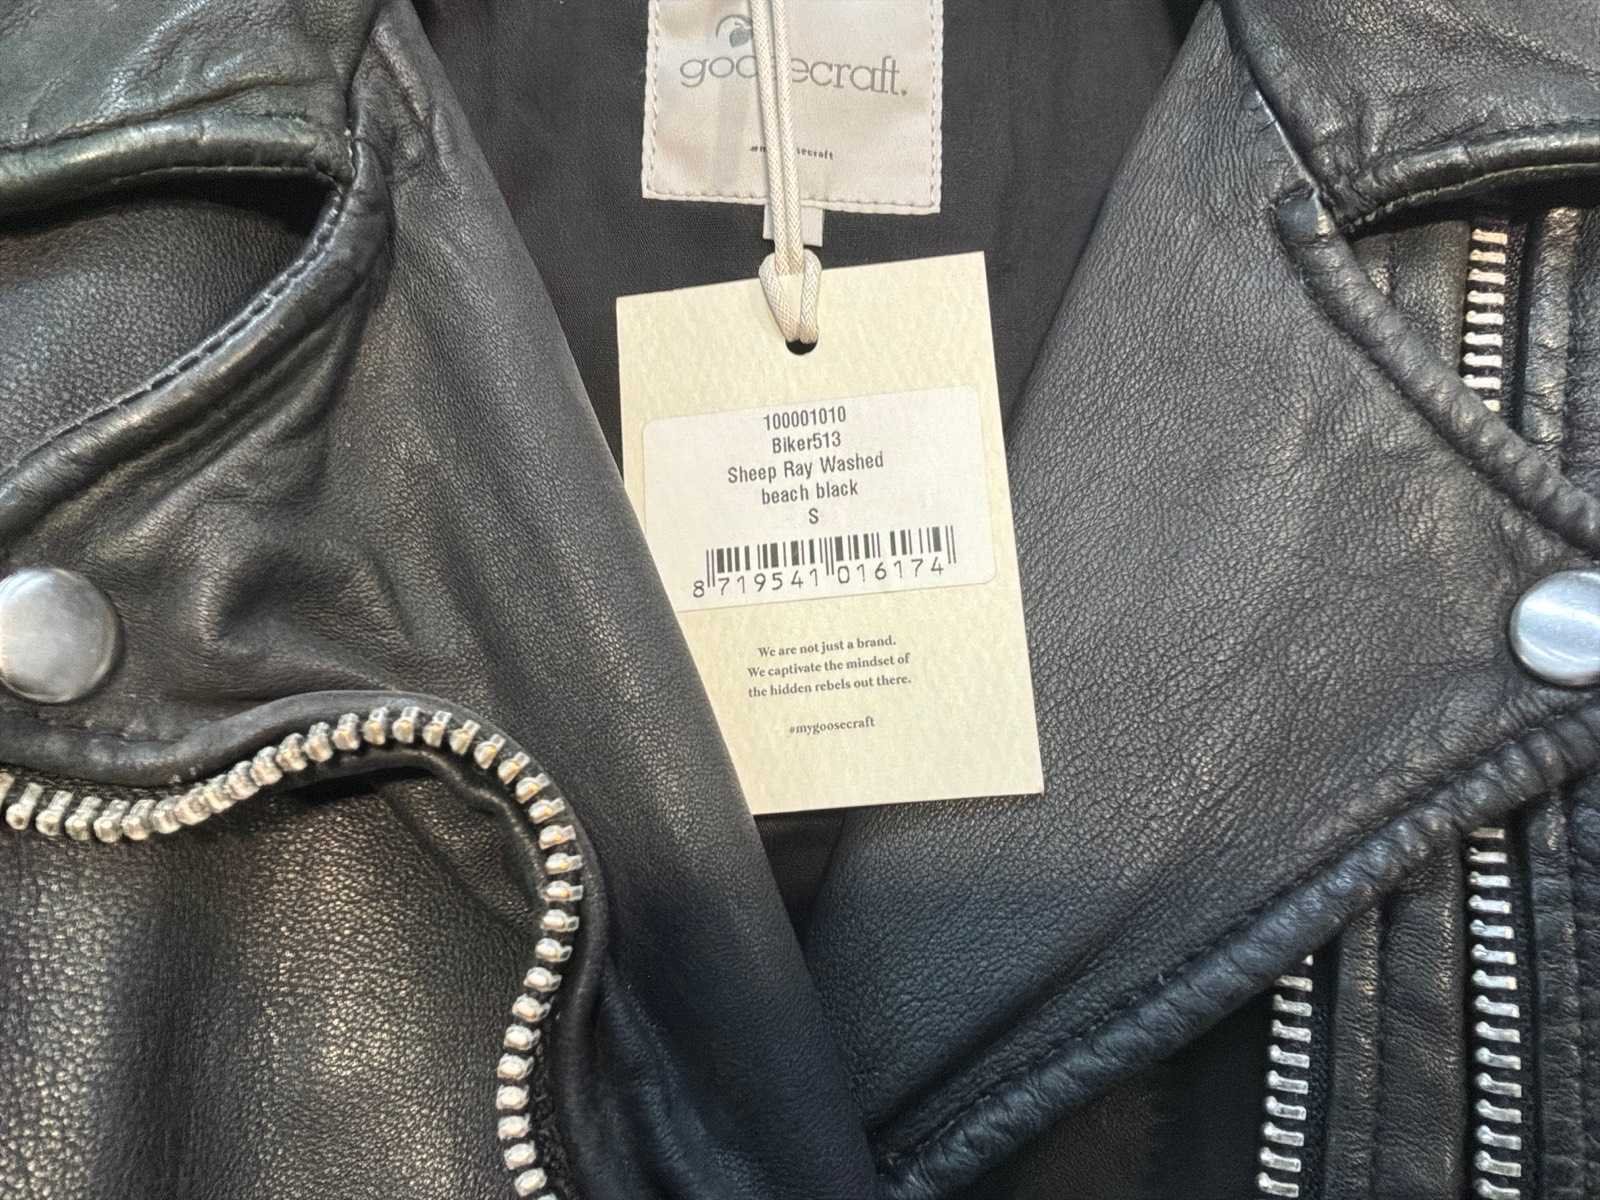 goosecraft.
100001010
Biker513
Sheep Ray Washed
beach black
S
8 719541 016174
We are not just a brand.
We captivate the mindset of
the hidden rebels out there.
#mygoosecraft